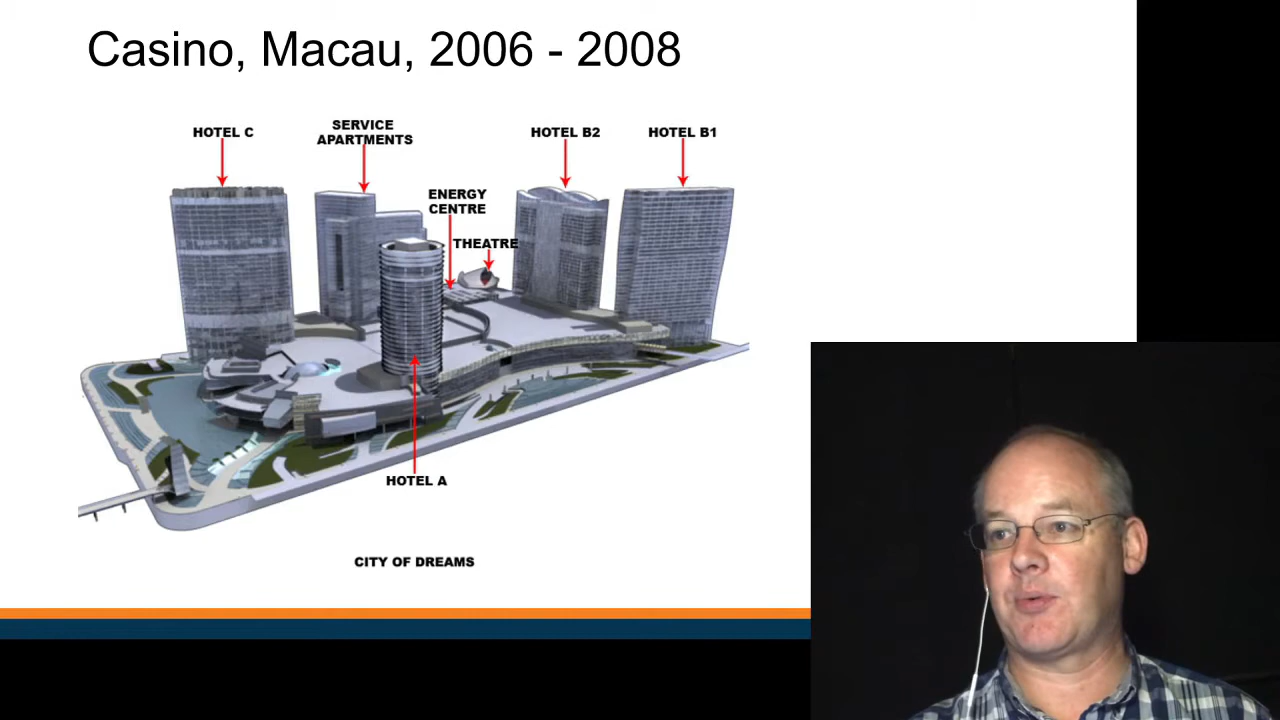 Casino, Macau, 2006 - 2008
HOTEL C
SERVICE
APARTMENTS
HOTEL B2
HOTEL B1
ENERGY
CENTRE
THEATRE
HOTEL A
CITY OF DREAMS